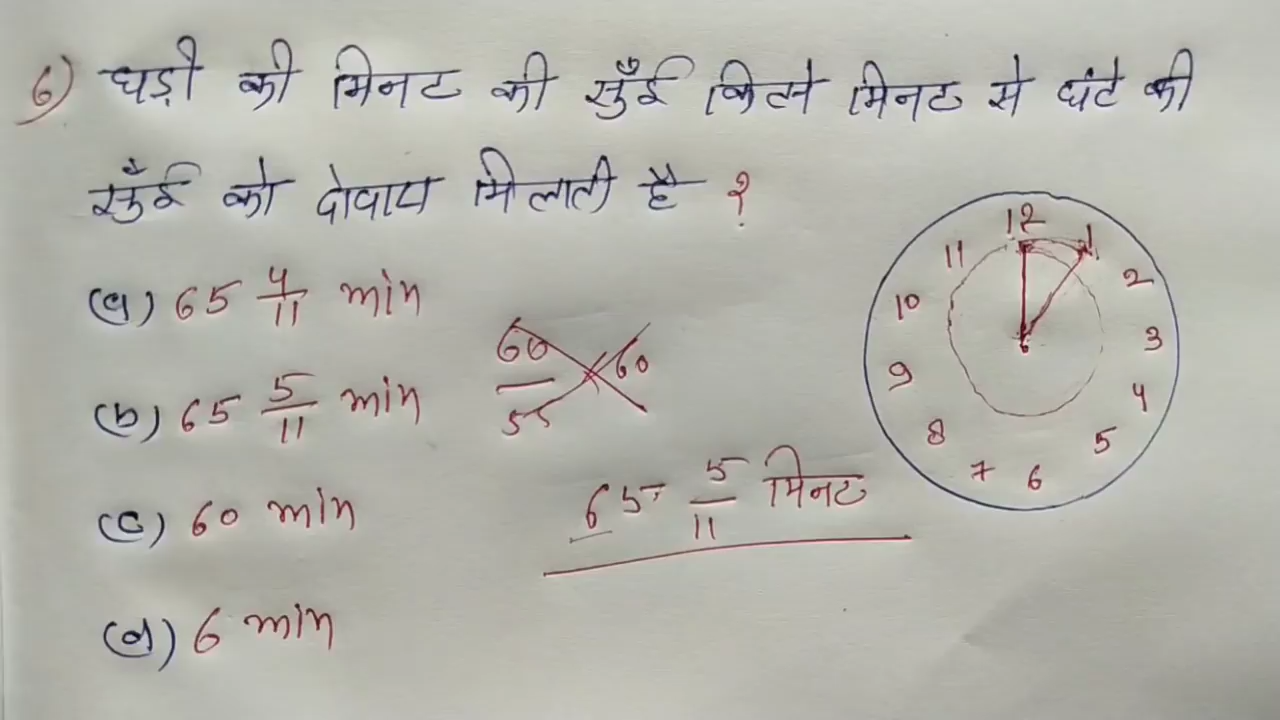 6) घड़ी की मिनट की सुँई कितने मिनट से घंटे की
सुँई को दोवारा मिलाती है ?
(a) 65 4/11 min
(b) 65 5/11 min
(c) 60 min
(d) 6 min
60/55 60
65 5/11 मिनट
12
1
2
3
4
5
6
7
8
9
10
11